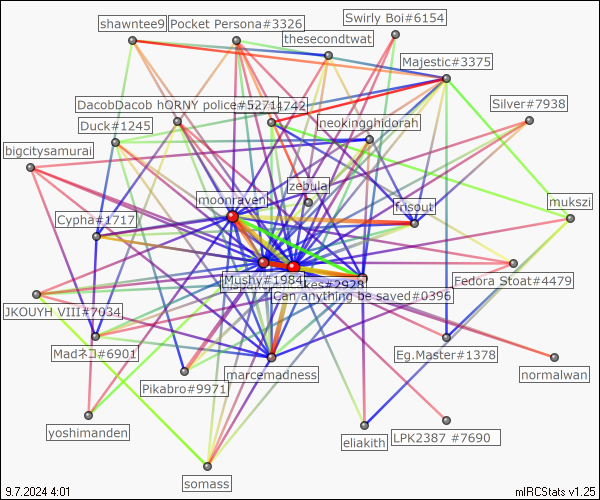 shawntee9
Pocket Persona#3326
Swirly Boi#6154
thesecondtwat
Majestic#3375
DacobDacob hORNY police#5271
4742
Silver#7938
Duck#1245
neokingghidorah
bigcitysamurai
zebula
moonraven
frisout
mukszi
Cypha#1717
Mushy#1984
akes#2928
Fedora Stoat#4479
Can anything be saved#0396
JKOUYH VIII#7934
Madネコ#6901
Eg.Master#1378
marcemadness
normalwan
Pikabro#9971
yoshimanden
eliakith
LPK2387 #7690
somass
9.7.2024 4:01
mIRCStats v1.25